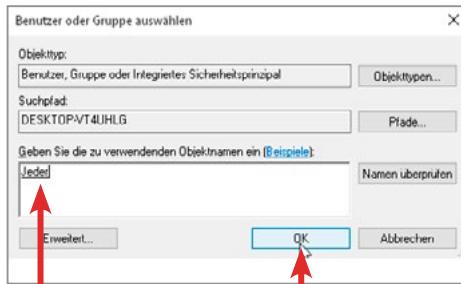 Benutzer oder Gruppe auswählen
Objekttyp:
Benutzer, Gruppe oder Integriertes Sicherheitsprinzipal
Objekttypen...
Suchpfad:
DESKTOP-VT4UHLG
Pfade...
Geben Sie die zu verwendenden Objektnamen ein (Beispiele):
Jeder
Namen überprüfen
Erweitert...
OK
Abbrechen